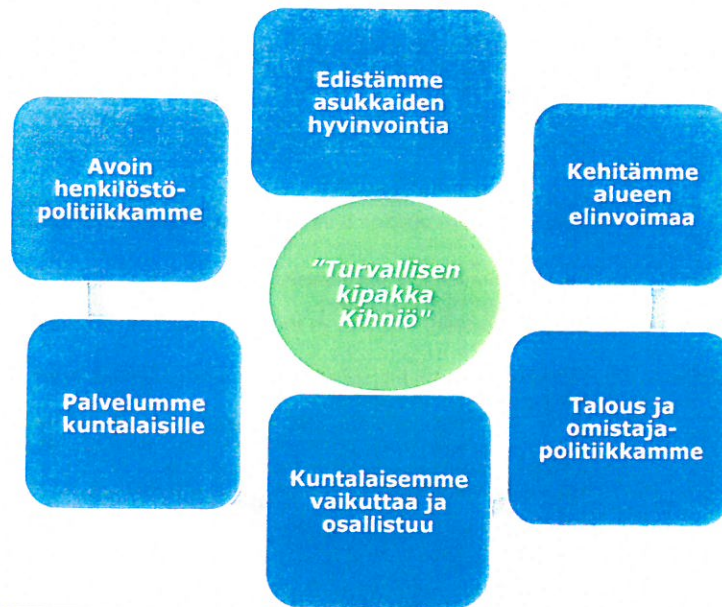 Edistämme
asukkaiden
hyvinvointia
Avoin
henkilöstö-
politiikkamme
Kehitämme
alueen
elinvoimaa
"Turvallisen
kipakka
Kihniö"
Palvelumme
kuntalaisille
Talous ja
omistaja-
politiikkamme
Kuntalaisemme
vaikuttaa ja
osallistuu